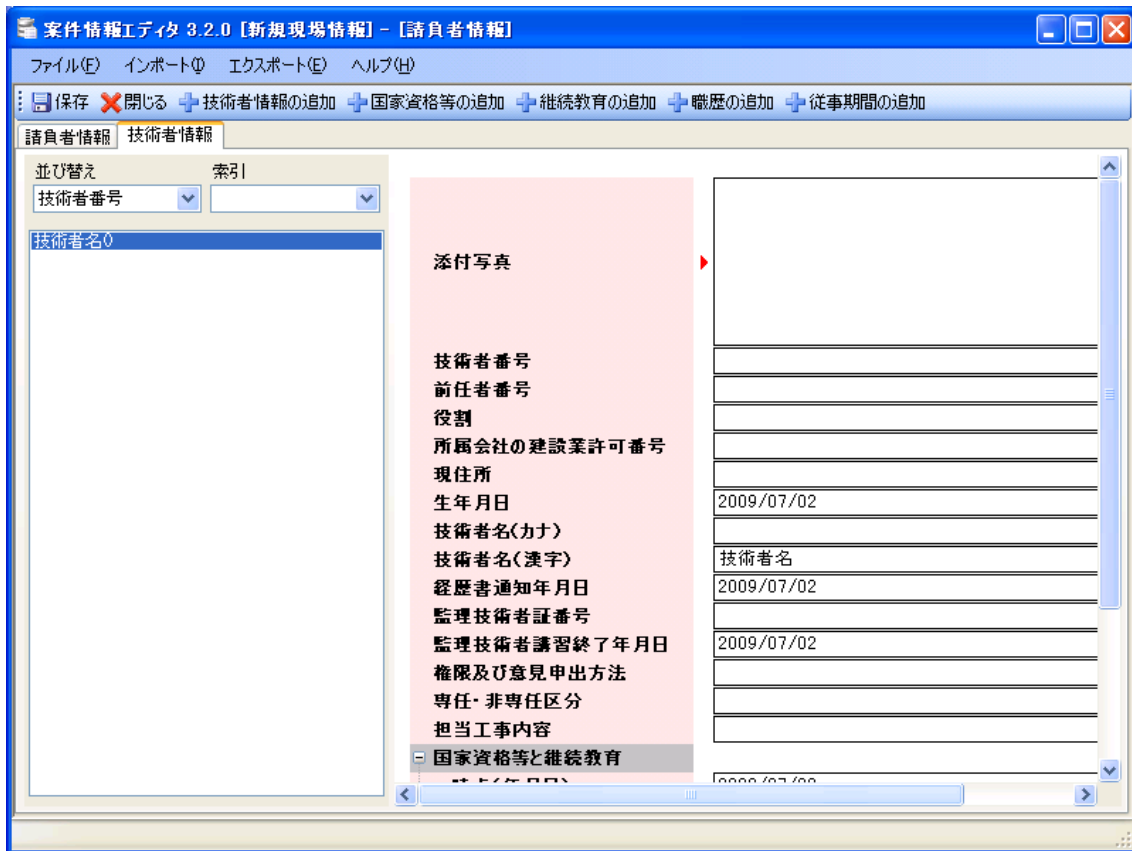 案件情報エディタ 3.2.0 [新規現場情報] - [請負者情報]
ファイル(F) インポート(I) エクスポート(E) ヘルプ(H)
保存 閉じる 技術者情報の追加 国家資格等の追加 継続教育の追加 職歴の追加 従事期間の追加
請負者情報 技術者情報
並び替え 索引
技術者番号
技術者名0
添付写真
技術者番号
前任者番号
役割
所属会社の建設業許可番号
現住所
生年月日 2009/07/02
技術者名(カナ)
技術者名(漢字) 技術者名
経歴書通知年月日 2009/07/02
監理技術者証番号
監理技術者講習終了年月日 2009/07/02
権限及び意見申出方法
専任・非専任区分
担当工事内容
国家資格等と継続教育